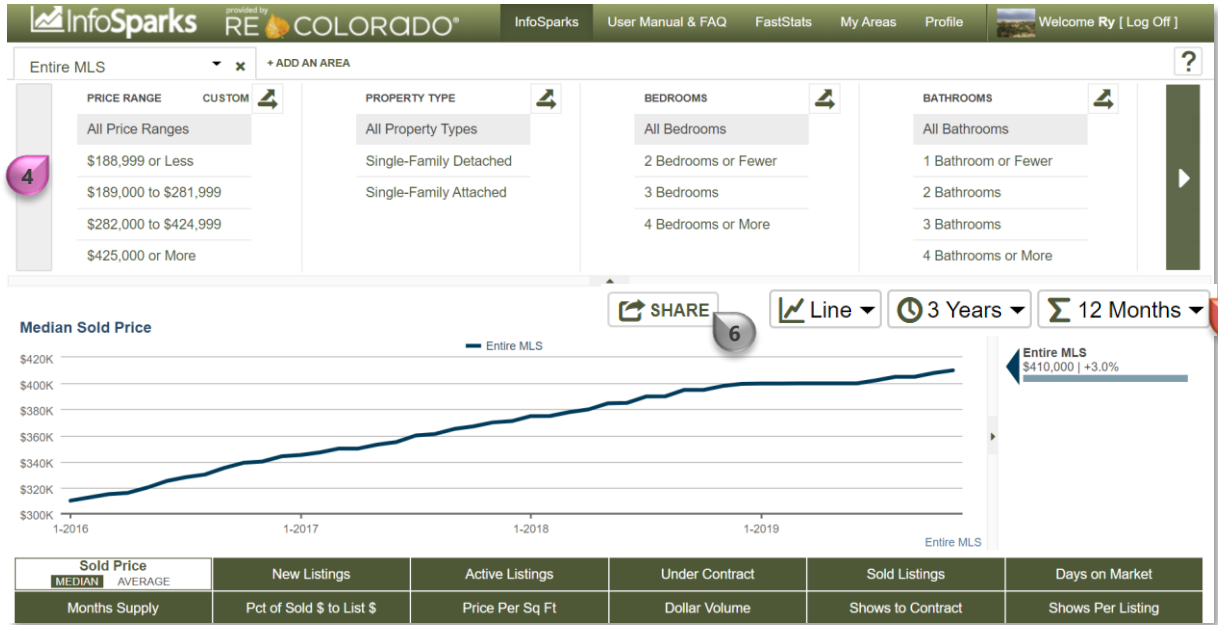 InfoSparks provided by RECOLORADO® InfoSparks User Manual & FAQ FastStats My Areas Profile Welcome Ry [ Log Off ]
Entire MLS × + ADD AN AREA ?
PRICE RANGE CUSTOM PROPERTY TYPE BEDROOMS BATHROOMS
All Price Ranges All Property Types All Bedrooms All Bathrooms
$188,999 or Less Single-Family Detached 2 Bedrooms or Fewer 1 Bathroom or Fewer
4
$189,000 to $281,999 Single-Family Attached 3 Bedrooms 2 Bathrooms
$282,000 to $424,999 4 Bedrooms or More 3 Bathrooms
$425,000 or More 4 Bathrooms or More
SHARE Line 3 Years Σ 12 Months
6
Median Sold Price
Entire MLS
Entire MLS
$410,000 | +3.0%
$420K
$400K
$380K
$360K
$340K
$320K
$300K
1-2016 1-2017 1-2018 1-2019
Entire MLS
Sold Price
MEDIAN AVERAGE
New Listings Active Listings Under Contract Sold Listings Days on Market
Months Supply Pct of Sold $ to List $ Price Per Sq Ft Dollar Volume Shows to Contract Shows Per Listing